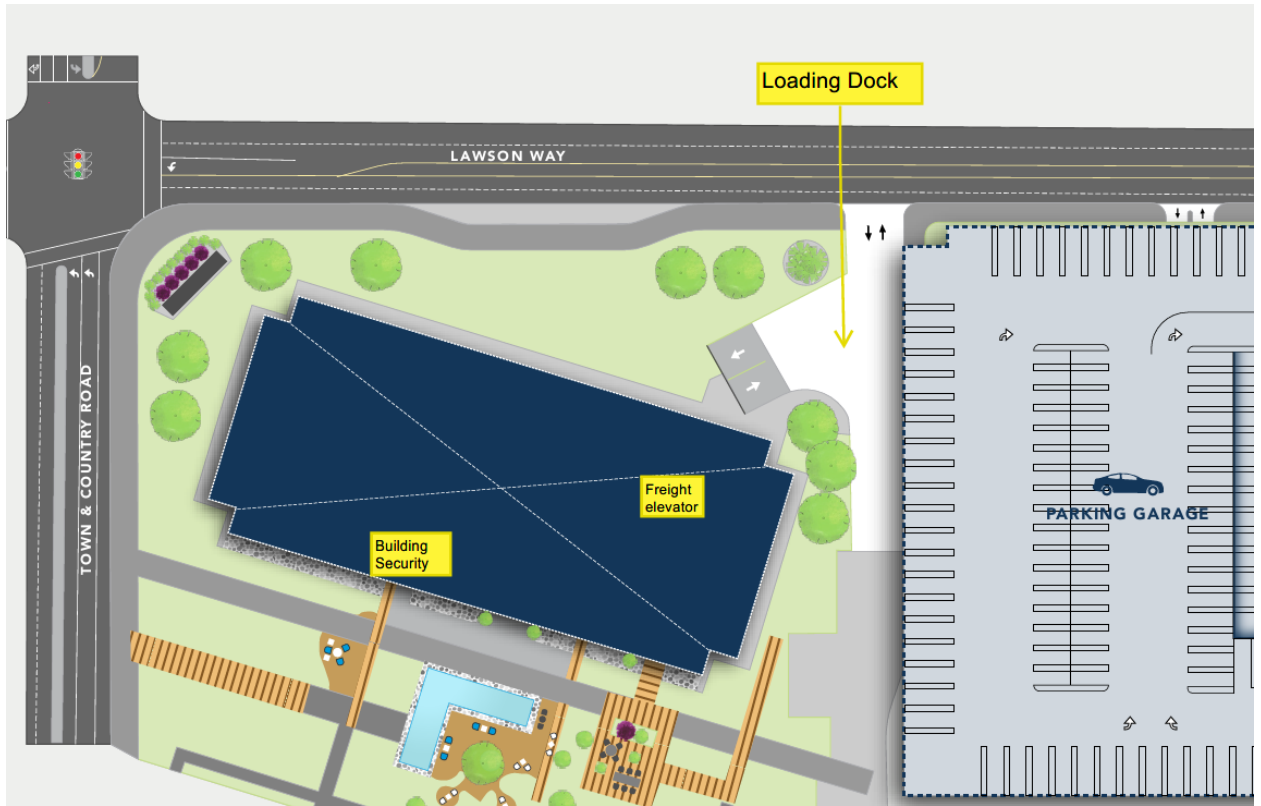 Loading Dock
LAWSON WAY
TOWN & COUNTRY ROAD
Freight
elevator
PARKING GARAGE
Building
Security